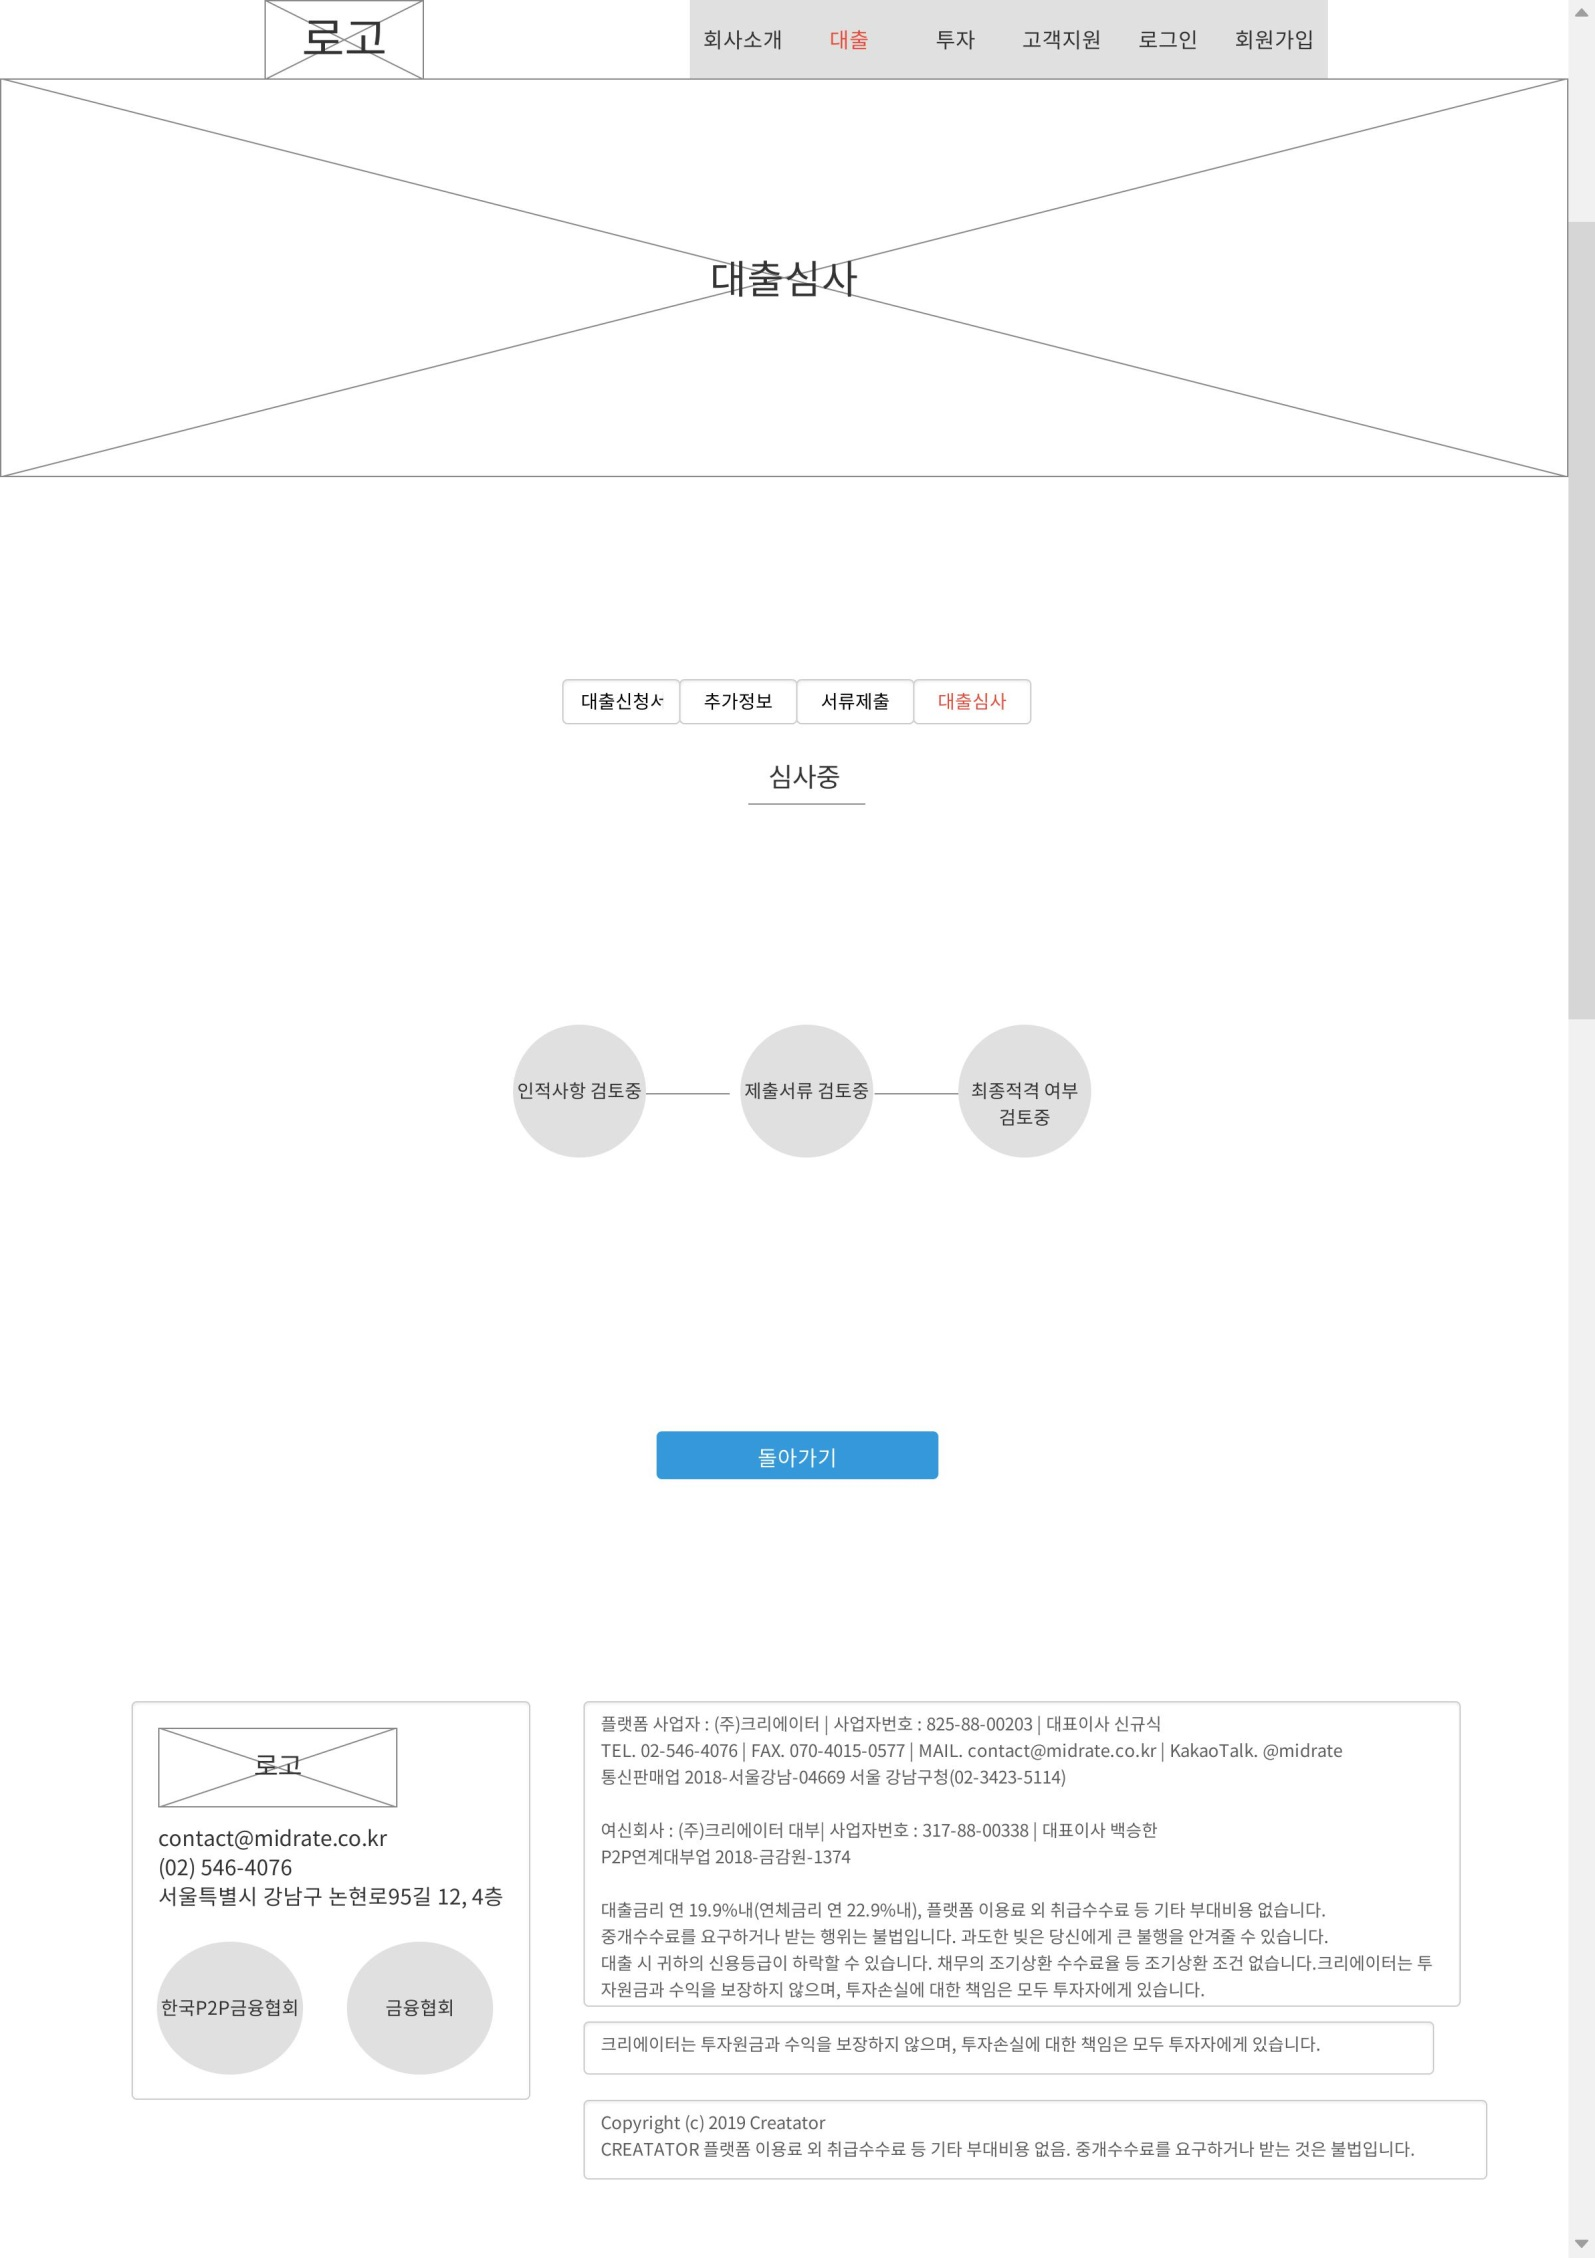 로고
회사소개 대출 투자 고객지원 로그인 회원가입
대출심사
대출신청서 추가정보 서류제출 대출심사
심사중
인적사항 검토중 제출서류 검토중 최종적격 여부
검토중
돌아가기
로고
contact@midrate.co.kr
(02) 546-4076
서울특별시 강남구 논현로95길 12, 4층
한국P2P금융협회 금융협회
플랫폼 사업자 : (주)크리에이터 | 사업자번호 : 825-88-00203 | 대표이사 신규식
TEL. 02-546-4076 | FAX. 070-4015-0577 | MAIL. contact@midrate.co.kr | KakaoTalk. @midrate
통신판매업 2018-서울강남-04669 서울 강남구청(02-3423-5114)
여신회사 : (주)크리에이터 대부| 사업자번호 : 317-88-00338 | 대표이사 백승한
P2P연계대부업 2018-금감원-1374
대출금리 연 19.9%내(연체금리 연 22.9%내), 플랫폼 이용료 외 취급수수료 등 기타 부대비용 없습니다.
중개수수료를 요구하거나 받는 행위는 불법입니다. 과도한 빚은 당신에게 큰 불행을 안겨줄 수 있습니다.
대출 시 귀하의 신용등급이 하락할 수 있습니다. 채무의 조기상환 수수료율 등 조기상환 조건 없습니다.크리에이터는 투
자원금과 수익을 보장하지 않으며, 투자손실에 대한 책임은 모두 투자자에게 있습니다.
크리에이터는 투자원금과 수익을 보장하지 않으며, 투자손실에 대한 책임은 모두 투자자에게 있습니다.
Copyright (c) 2019 Creatator
CREATATOR 플랫폼 이용료 외 취급수수료 등 기타 부대비용 없음. 중개수수료를 요구하거나 받는 것은 불법입니다.